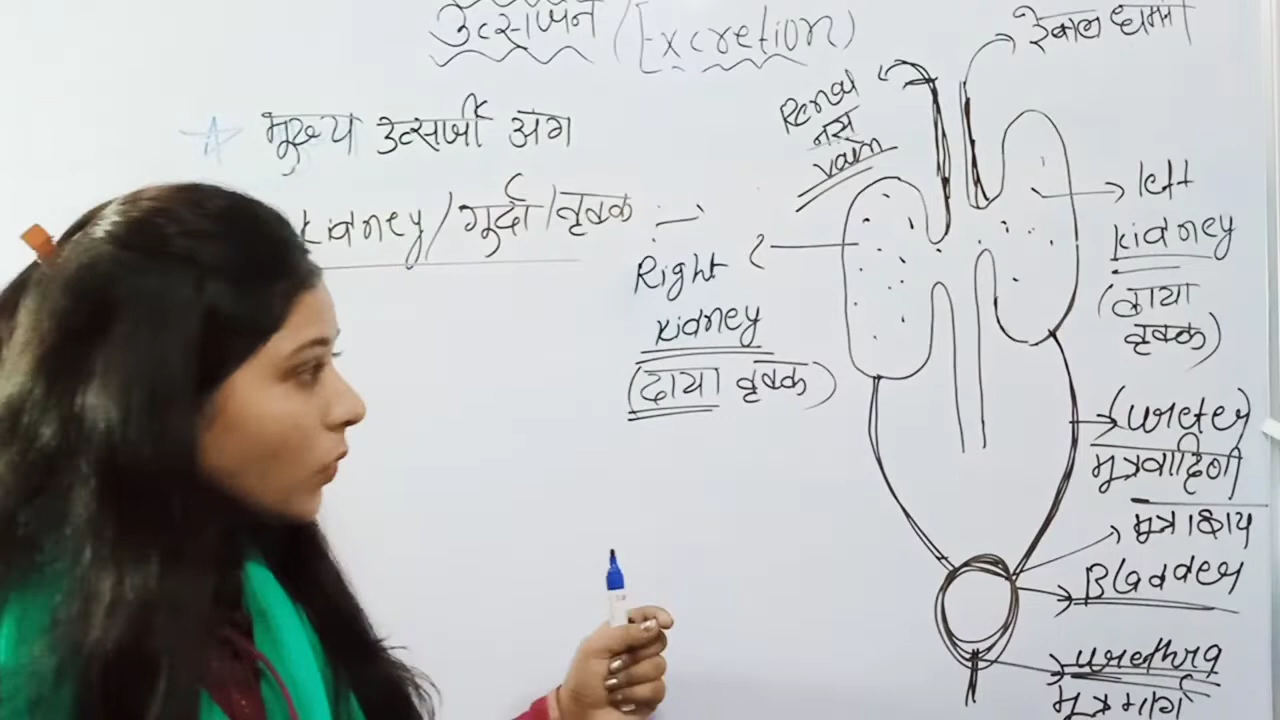 उत्सर्जन / (Excretion)
मुख्य उत्सर्जी अंग
kidney/गुर्दा/वृक्क :-
Renal
नस
vain
रेनल धमनी
left
kidney
(बाया
वृक्क)
Right
kidney
(दाया वृक्क)
(ureter)
मूत्रवाहिणी
मूत्राशय
Bladder
urethra
मूत्रमार्ग